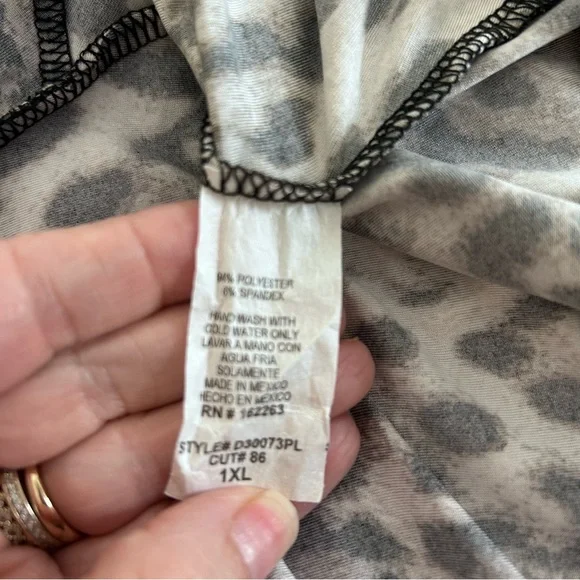 94% POLYESTER
6% SPANDEX
HAND WASH WITH
COLD WATER ONLY
LAVAR A MANO CON
AGUA FRIA
SOLAMENTE
MADE IN MEXICO
HECHO EN MEXICO
RN # 162263
STYLE# D30073PL
CUT# 86
1XL